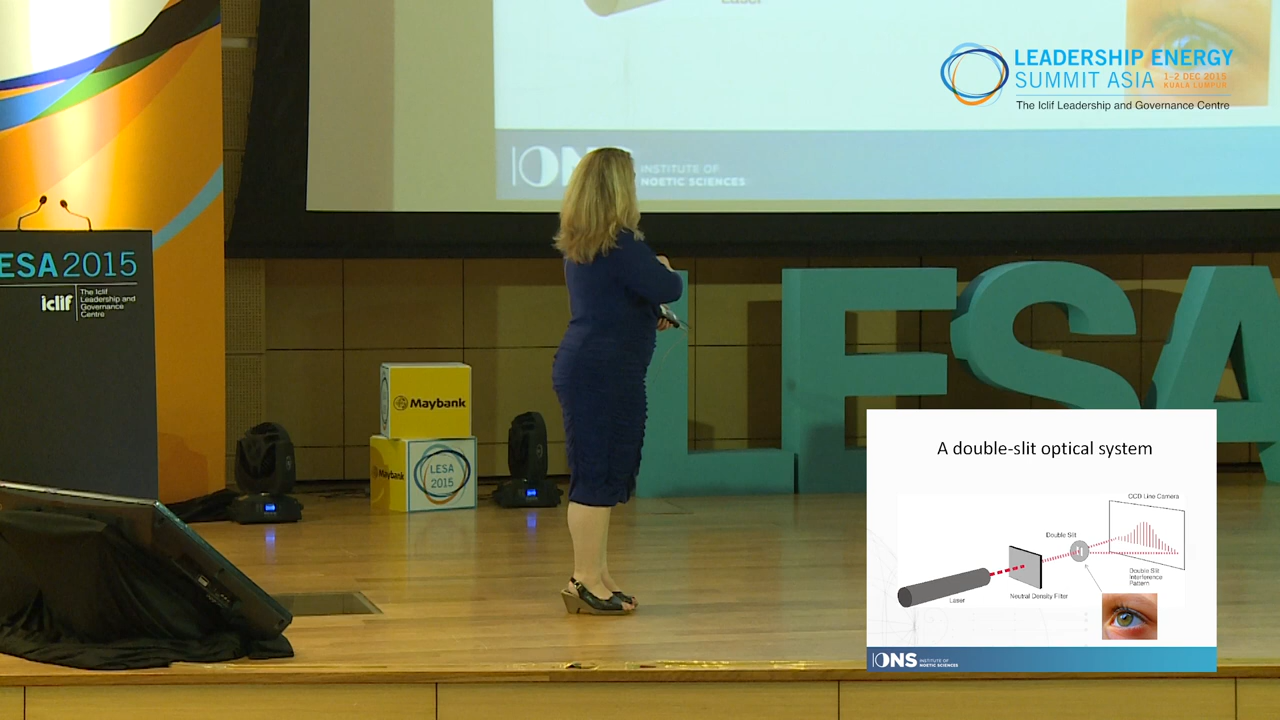 Laser
LEADERSHIP ENERGY
SUMMIT ASIA 1-2 DEC 2015
KUALA LUMPUR
The Iclif Leadership and Governance Centre
IONS INSTITUTE OF
NOETIC SCIENCES
ESA 2015
iclif The Iclif
Leadership and
Governance
Centre
LESA
Maybank
Maybank
LESA
2015
A double-slit optical system
CCD Line Camera
Double Slit
Double Slit
Interference
Pattern
Laser
Neutral Density Filter
IONS INSTITUTE OF
NOETIC SCIENCES